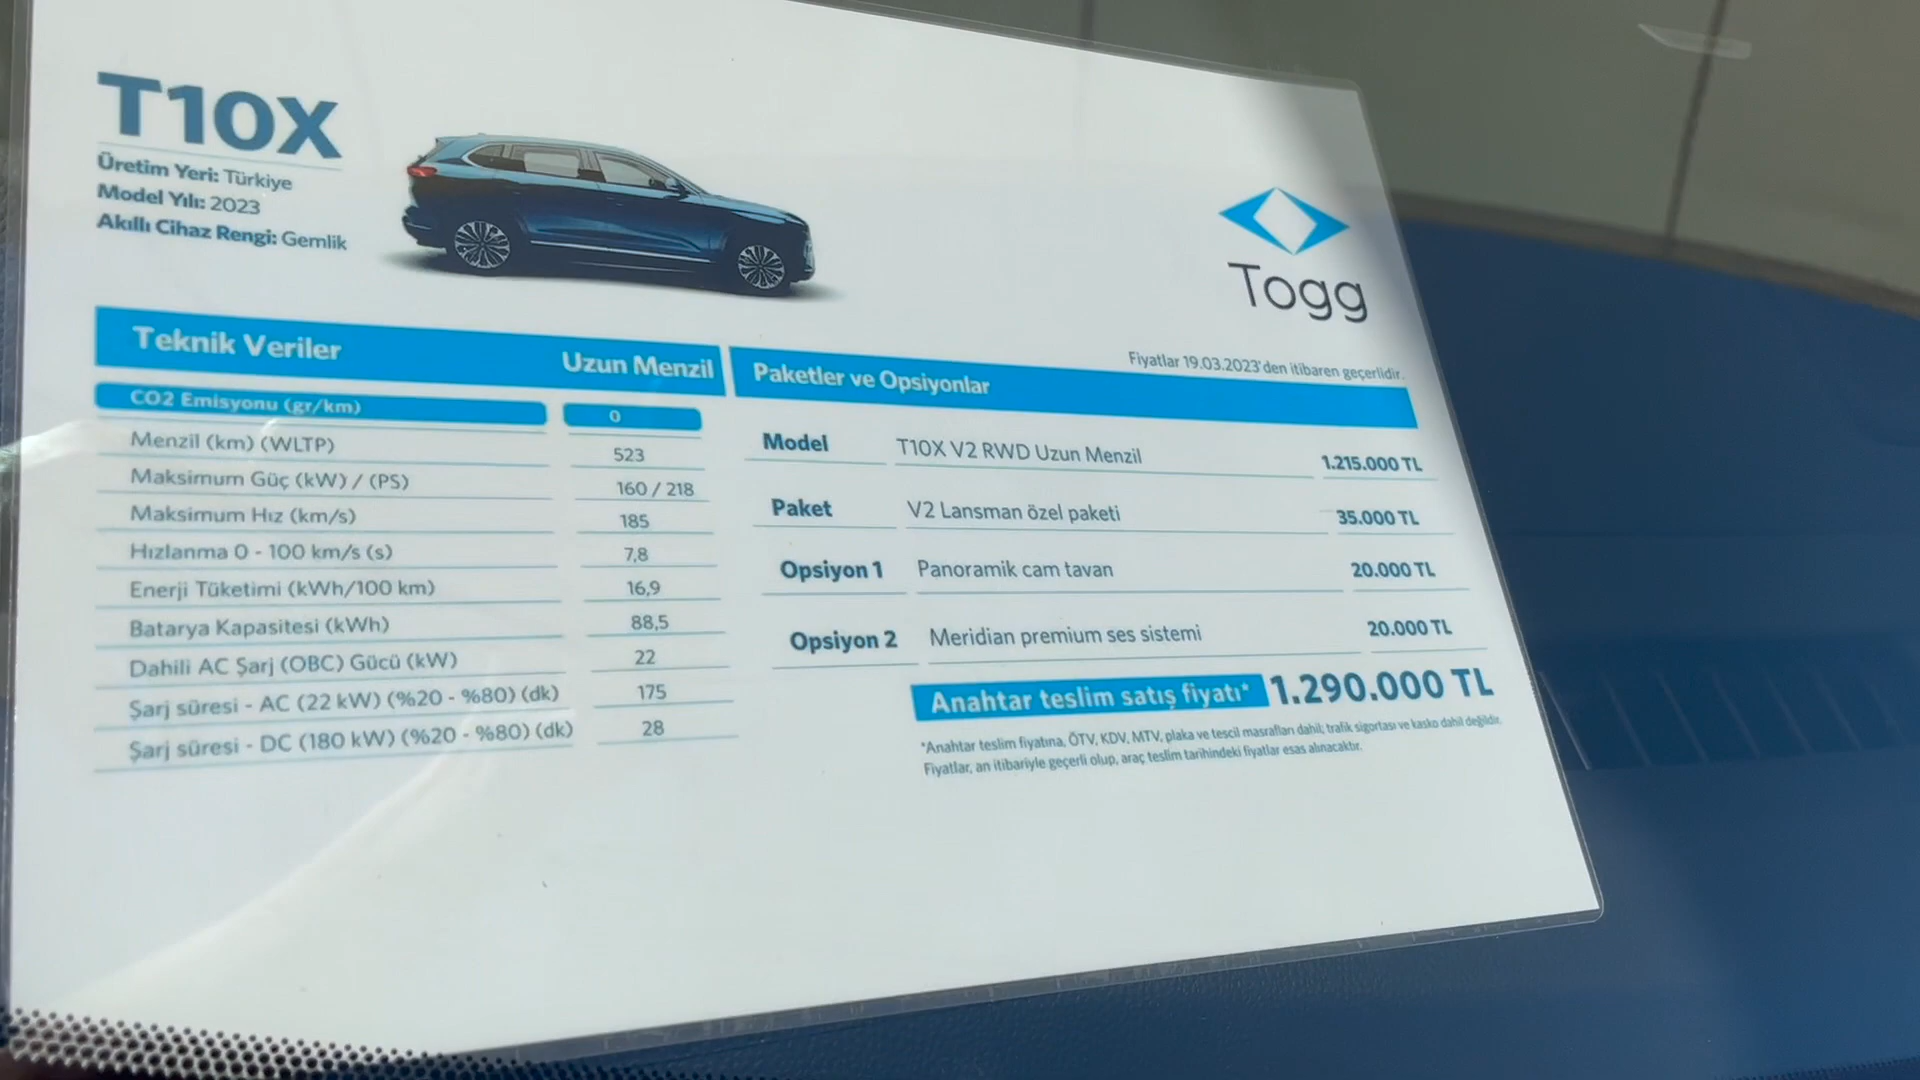 T10X
Üretim Yeri: Türkiye
Model Yılı: 2023
Akıllı Cihaz Rengi: Gemlik
Togg
Fiyatlar 19.03.2023'den itibaren geçerlidir.
Teknik Veriler Uzun Menzil
CO2 Emisyonu (gr/km) 0
Menzil (km) (WLTP) 523
Maksimum Güç (kW) / (PS) 160 / 218
Maksimum Hız (km/s) 185
Hızlanma 0 - 100 km/s (s) 7,8
Enerji Tüketimi (kWh/100 km) 16,9
Batarya Kapasitesi (kWh) 88,5
Dahili AC Şarj (OBC) Gücü (kW) 22
Şarj süresi - AC (22 kW) (%20 - %80) (dk) 175
Şarj süresi - DC (180 kW) (%20 - %80) (dk) 28
Paketler ve Opsiyonlar
Model T10X V2 RWD Uzun Menzil 1.215.000 TL
Paket V2 Lansman özel paketi 35.000 TL
Opsiyon 1 Panoramik cam tavan 20.000 TL
Opsiyon 2 Meridian premium ses sistemi 20.000 TL
Anahtar teslim satış fiyatı* 1.290.000 TL
*Anahtar teslim fiyatına, ÖTV, KDV, MTV, plaka ve tescil masrafları dahil; trafik sigortası ve kasko dahil değildir.
Fiyatlar, an itibariyle geçerli olup, araç teslim tarihindeki fiyatlar esas alınacaktır.